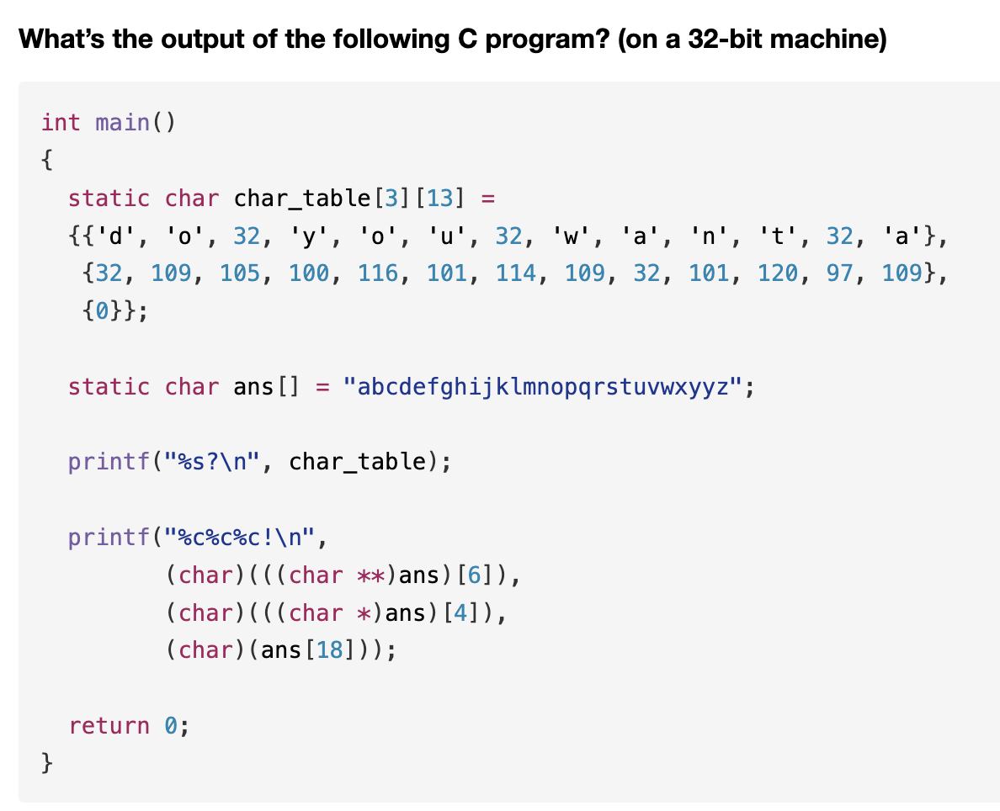 What’s the output of the following C program? (on a 32-bit machine)
int main()
{
  static char char_table[3][13] =
  {{'d', 'o', 32, 'y', 'o', 'u', 32, 'w', 'a', 'n', 't', 32, 'a'},
   {32, 109, 105, 100, 116, 101, 114, 109, 32, 101, 120, 97, 109},
   {0}};
  static char ans[] = "abcdefghijklmnopqrstuvwxyyz";
  printf("%s?\n", char_table);
  printf("%c%c%c!\n",
         (char)(((char **)ans)[6]),
         (char)(((char *)ans)[4]),
         (char)(ans[18]));
  return 0;
}